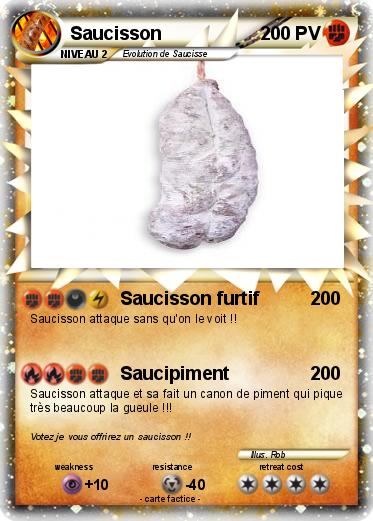 Saucisson 200 PV
NIVEAU 2 Evolution de Saucisse
Saucisson furtif 200
Saucisson attaque sans qu'on le voit !!
Saucipiment 200
Saucisson attaque et sa fait un canon de piment qui pique
très beaucoup la gueule !!!
Votez je vous offrirez un saucisson !!
Illus. Rob
weakness resistance retreat cost
+10 -40
- carte factice -